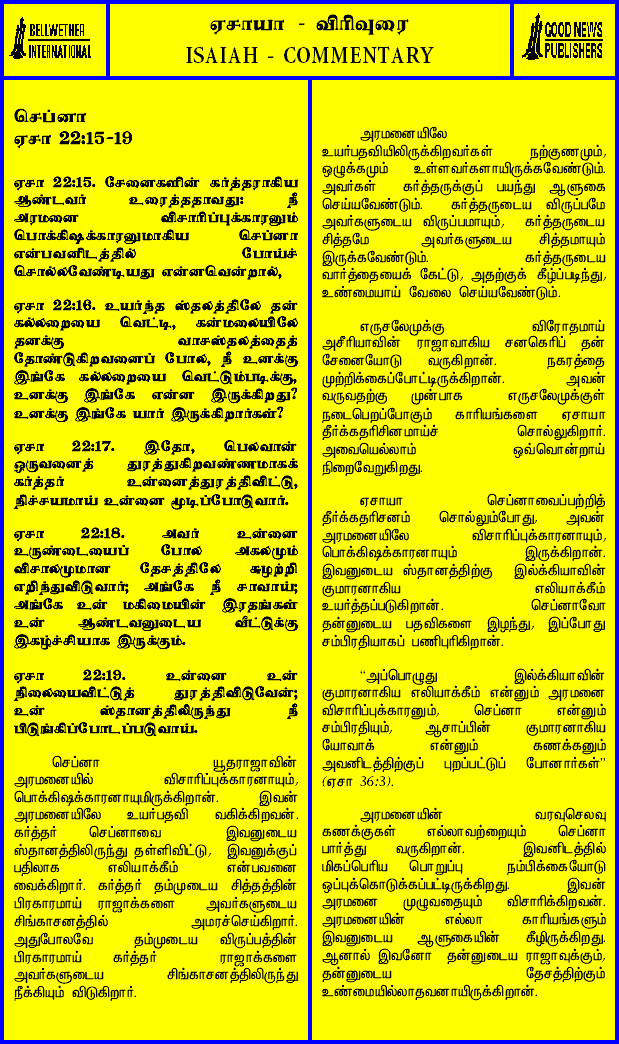 BELLWETHER
INTERNATIONAL
ஏசாயா - விரிவுரை
ISAIAH - COMMENTARY
GOOD NEWS
PUBLISHERS
செப்னா
ஏசா 22:15-19
ஏசா 22:15. சேனைகளின் கர்த்தராகிய
ஆண்டவர் உரைத்ததாவது: நீ
அரமனை விசாரிப்புக்காரனும்
பொக்கிஷக்காரனுமாகிய செப்னா
என்பவனிடத்தில் போய்ச்
சொல்லவேண்டியது என்னவென்றால்,
ஏசா 22:16. உயர்ந்த ஸ்தலத்திலே தன்
கல்லறையை வெட்டி, கன்மலையிலே
தனக்கு வாசஸ்தலத்தைத்
தோண்டுகிறவனைப் போல, நீ உனக்கு
இங்கே கல்லறையை வெட்டும்படிக்கு,
உனக்கு இங்கே என்ன இருக்கிறது?
உனக்கு இங்கே யார் இருக்கிறார்கள்?
ஏசா 22:17. இதோ, பெலவான்
ஒருவனைத் துரத்துகிறவண்ணமாகக்
கர்த்தர் உன்னைத்துரத்திவிட்டு,
நிச்சயமாய் உன்னை மூடிப்போடுவார்.
ஏசா 22:18. அவர் உன்னை
உருண்டையைப் போல அகலமும்
விசாலமுமான தேசத்திலே சுழற்றி
எறிந்துவிடுவார்; அங்கே நீ சாவாய்;
அங்கே உன் மகிமையின் இரதங்கள்
உன் ஆண்டவனுடைய வீட்டுக்கு
இகழ்ச்சியாக இருக்கும்.
ஏசா 22:19. உன்னை உன்
நிலையைவிட்டுத் துரத்திவிடுவேன்;
உன் ஸ்தானத்திலிருந்து நீ
பிடுங்கிப்போடப்படுவாய்.
செப்னா யூதராஜாவின்
அரமனையில் விசாரிப்புக்காரனாயும்,
பொக்கிஷக்காரனாயுமிருக்கிறான். இவன்
அரமனையிலே உயர்பதவி வகிக்கிறவன்.
கர்த்தர் செப்னாவை இவனுடைய
ஸ்தானத்திலிருந்து தள்ளிவிட்டு, இவனுக்குப்
பதிலாக எலியாக்கீம் என்பவனை
வைக்கிறார். கர்த்தர் தம்முடைய சித்தத்தின்
பிரகாரமாய் ராஜாக்களை அவர்களுடைய
சிங்காசனத்தில் அமரச்செய்கிறார்.
அதுபோலவே தம்முடைய விருப்பத்தின்
பிரகாரமாய் கர்த்தர் ராஜாக்களை
அவர்களுடைய சிங்காசனத்திலிருந்து
நீக்கியும் விடுகிறார்.
அரமனையிலே
உயர்பதவியிலிருக்கிறவர்கள் நற்குணமும்,
ஒழுக்கமும் உள்ளவர்களாயிருக்கவேண்டும்.
அவர்கள் கர்த்தருக்குப் பயந்து ஆளுகை
செய்யவேண்டும். கர்த்தருடைய விருப்பமே
அவர்களுடைய விருப்பமாயும், கர்த்தருடைய
சித்தமே அவர்களுடைய சித்தமாயும்
இருக்கவேண்டும். கர்த்தருடைய
வார்த்தையைக் கேட்டு, அதற்குக் கீழ்ப்படிந்து,
உண்மையாய் வேலை செய்யவேண்டும்.
எருசலேமுக்கு விரோதமாய்
அசீரியாவின் ராஜாவாகிய சனகெரிப் தன்
சேனையோடு வருகிறான். நகரத்தை
முற்றிக்கைப்போட்டிருக்கிறான். அவன்
வருவதற்கு முன்பாக எருசலேமுக்குள்
நடைபெறப்போகும் காரியங்களை ஏசாயா
தீர்க்கதரிசினமாய்ச் சொல்லுகிறார்.
அவையெல்லாம் ஒவ்வொன்றாய்
நிறைவேறுகிறது.
ஏசாயா செப்னாவைப்பற்றித்
தீர்க்கதரிசனம் சொல்லும்போது, அவன்
அரமனையிலே விசாரிப்புக்காரனாயும்,
பொக்கிஷக்காரனாயும் இருக்கிறான்.
இவனுடைய ஸ்தானத்திற்கு இல்க்கியாவின்
குமாரனாகிய எலியாக்கீம்
உயர்த்தப்படுகிறான். செப்னாவோ
தன்னுடைய பதவிகளை இழந்து, இப்போது
சம்பிரதியாகப் பணிபுரிகிறான்.
“அப்பொழுது இல்க்கியாவின்
குமாரனாகிய எலியாக்கீம் என்னும் அரமனை
விசாரிப்புக்காரனும், செப்னா என்னும்
சம்பிரதியும், ஆசாப்பின் குமாரனாகிய
யோவாக் என்னும் கணக்கனும்
அவனிடத்திற்குப் புறப்பட்டுப் போனார்கள்”
(ஏசா 36:3).
அரமனையின் வரவுசெலவு
கணக்குகள் எல்லாவற்றையும் செப்னா
பார்த்து வருகிறான். இவனிடத்தில்
மிகப்பெரிய பொறுப்பு நம்பிக்கையோடு
ஒப்புக்கொடுக்கப்பட்டிருக்கிறது. இவன்
அரமனை முழுவதையும் விசாரிக்கிறவன்.
அரமனையின் எல்லா காரியங்களும்
இவனுடைய ஆளுகையின் கீழிருக்கிறது.
ஆனால் இவனோ தன்னுடைய ராஜாவுக்கும்,
தன்னுடைய தேசத்திற்கும்
உண்மையில்லாதவனாயிருக்கிறான்.